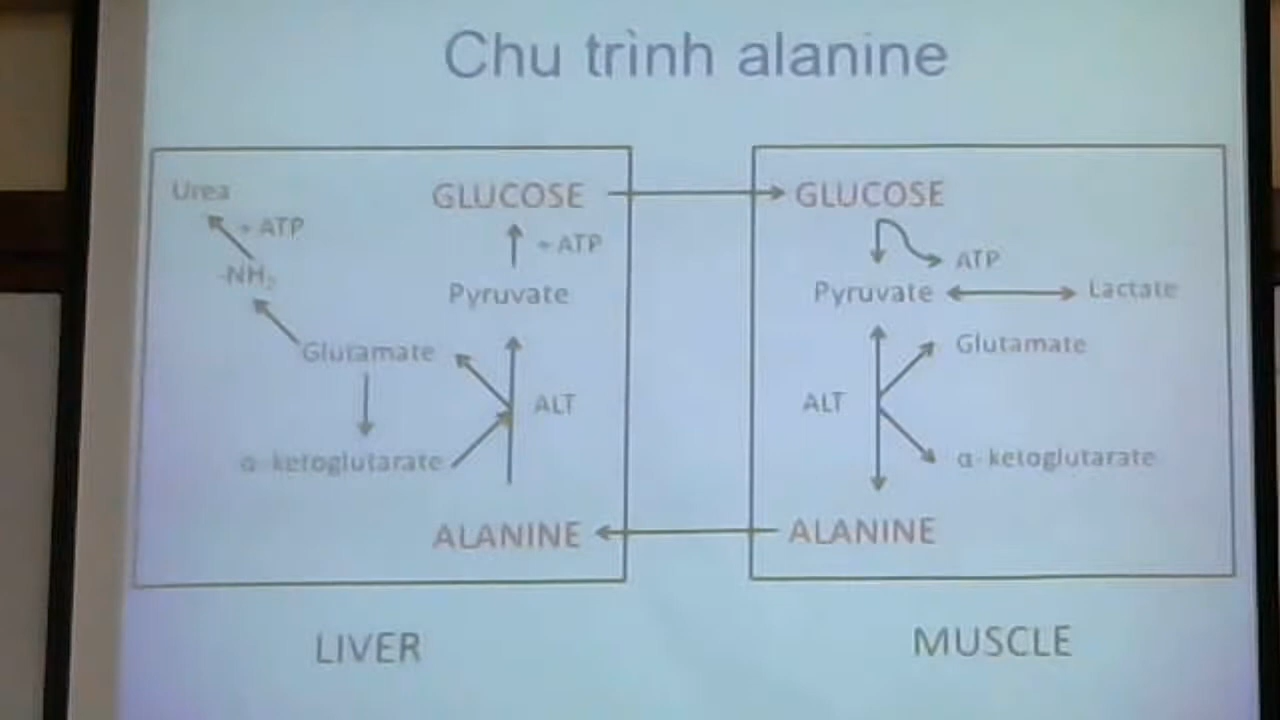 Chu trình alanine
Urea
+ ATP
-NH₂
Glutamate
α-ketoglutarate
GLUCOSE
+ ATP
Pyruvate
ALT
ALANINE
LIVER
GLUCOSE
ATP
Pyruvate
Lactate
Glutamate
ALT
α-ketoglutarate
ALANINE
MUSCLE